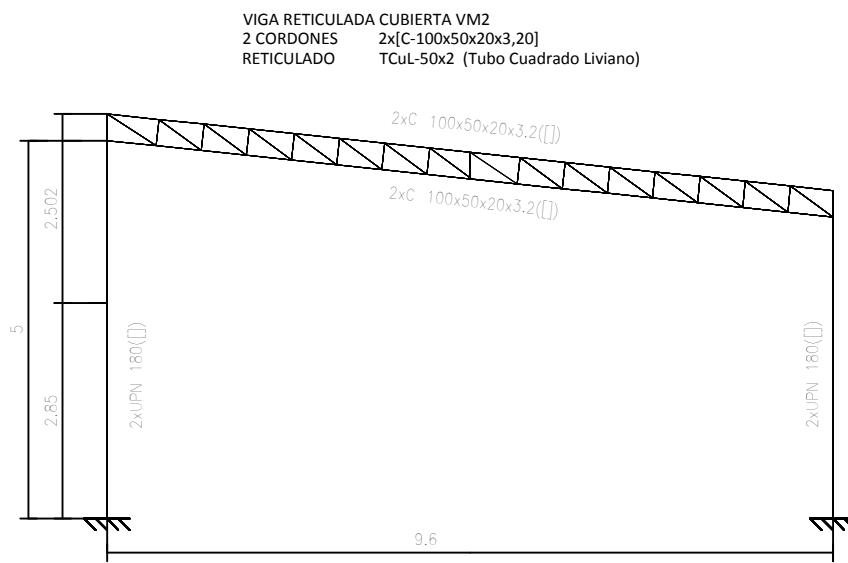 VIGA RETICULADA CUBIERTA VM2
2 CORDONES 2x[C-100x50x20x3,20]
RETICULADO TCuL-50x2 (Tubo Cuadrado Liviano)
2xC 100x50x20x3.2([])
2xC 100x50x20x3.2([])
2.502
5
2.85
2xUPN 180([])
2xUPN 180([])
9.6